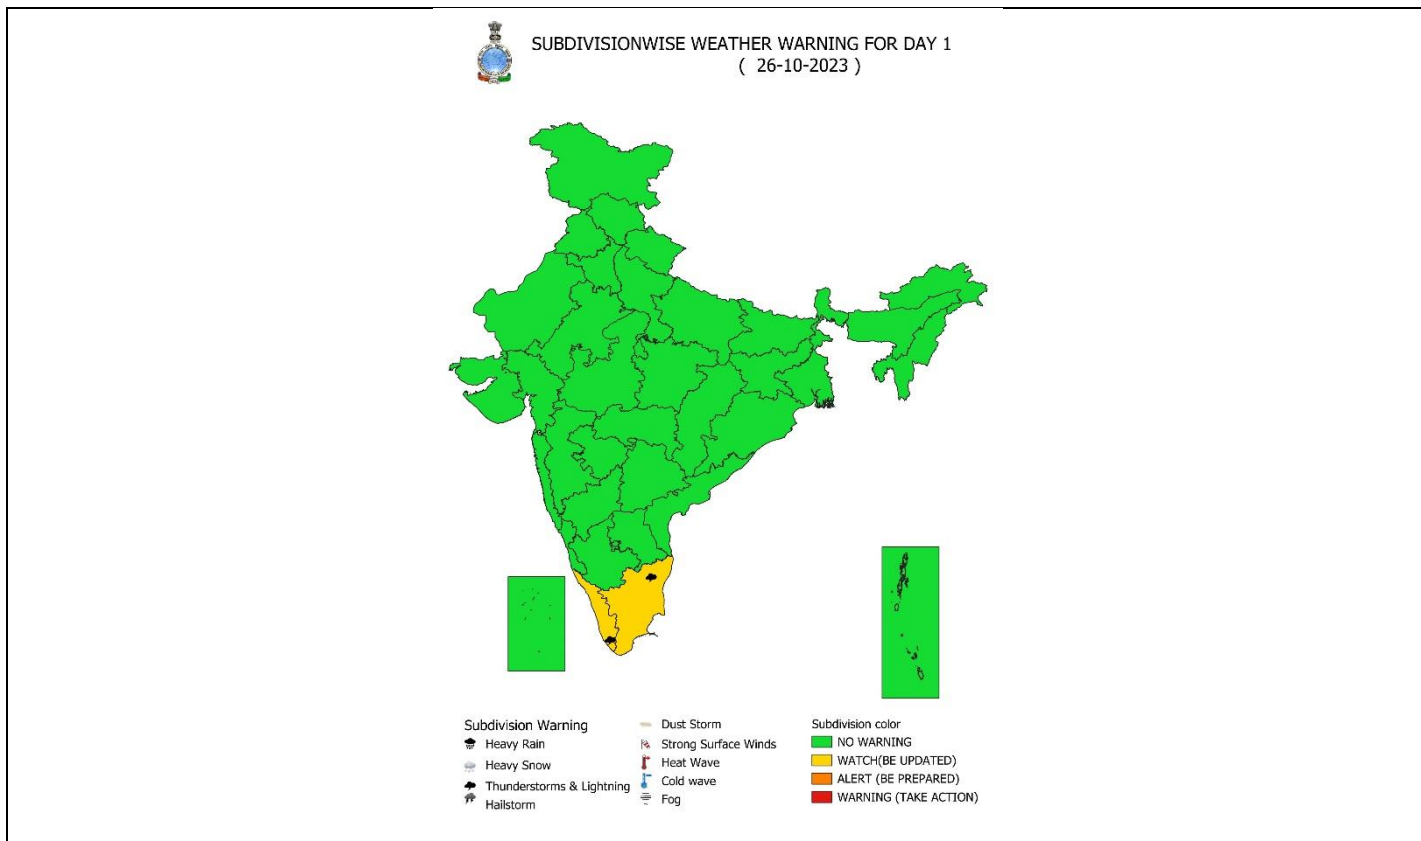 SUBDIVISIONWISE WEATHER WARNING FOR DAY 1
( 26-10-2023 )
Subdivision Warning
Heavy Rain
Heavy Snow
Thunderstorms & Lightning
Hailstorm
Dust Storm
Strong Surface Winds
Heat Wave
Cold wave
Fog
Subdivision color
NO WARNING
WATCH(BE UPDATED)
ALERT (BE PREPARED)
WARNING (TAKE ACTION)